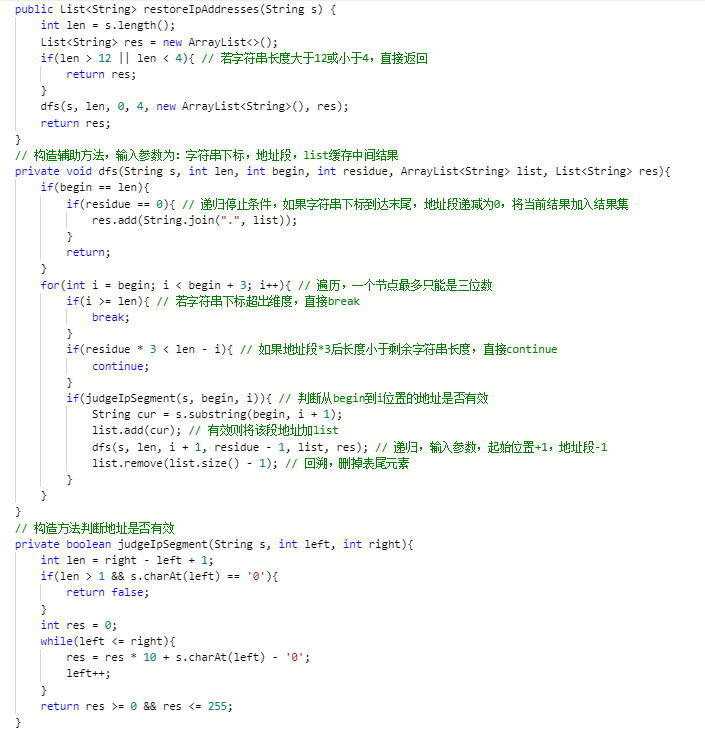 public List<String> restoreIpAddresses(String s) {
    int len = s.length();
    List<String> res = new ArrayList<>();
    if(len > 12 || len < 4){ // 若字符串长度大于12或小于4，直接返回
        return res;
    }
    dfs(s, len, 0, 4, new ArrayList<String>(), res);
    return res;
}
// 构造辅助方法，输入参数为：字符串下标，地址段，list缓存中间结果
private void dfs(String s, int len, int begin, int residue, ArrayList<String> list, List<String> res){
    if(begin == len){
        if(residue == 0){ // 递归停止条件，如果字符串下标到达末尾，地址段递减为0，将当前结果加入结果集
            res.add(String.join(".", list));
        }
        return;
    }
    for(int i = begin; i < begin + 3; i++){ // 遍历，一个节点最多只能是三位数
        if(i >= len){ // 若字符串下标超出维度，直接break
            break;
        }
        if(residue * 3 < len - i){ // 如果地址段*3后长度小于剩余字符串长度，直接continue
            continue;
        }
        if(judgeIpSegment(s, begin, i)){ // 判断从begin到i位置的地址是否有效
            String cur = s.substring(begin, i + 1);
            list.add(cur); // 有效则将该段地址加list
            dfs(s, len, i + 1, residue - 1, list, res); // 递归，输入参数，起始位置+1，地址段-1
            list.remove(list.size() - 1); // 回溯，删掉表尾元素
        }
    }
}
// 构造方法判断地址是否有效
private boolean judgeIpSegment(String s, int left, int right){
    int len = right - left + 1;
    if(len > 1 && s.charAt(left) == '0'){
        return false;
    }
    int res = 0;
    while(left <= right){
        res = res * 10 + s.charAt(left) - '0';
        left++;
    }
    return res >= 0 && res <= 255;
}